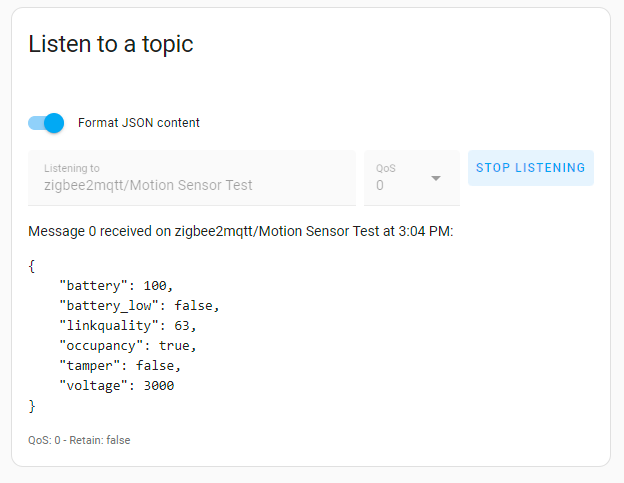 Listen to a topic
Format JSON content
Listening to
zigbee2mqtt/Motion Sensor Test
QoS
0
STOP LISTENING
Message 0 received on zigbee2mqtt/Motion Sensor Test at 3:04 PM:
{
    "battery": 100,
    "battery_low": false,
    "linkquality": 63,
    "occupancy": true,
    "tamper": false,
    "voltage": 3000
}
QoS: 0 - Retain: false